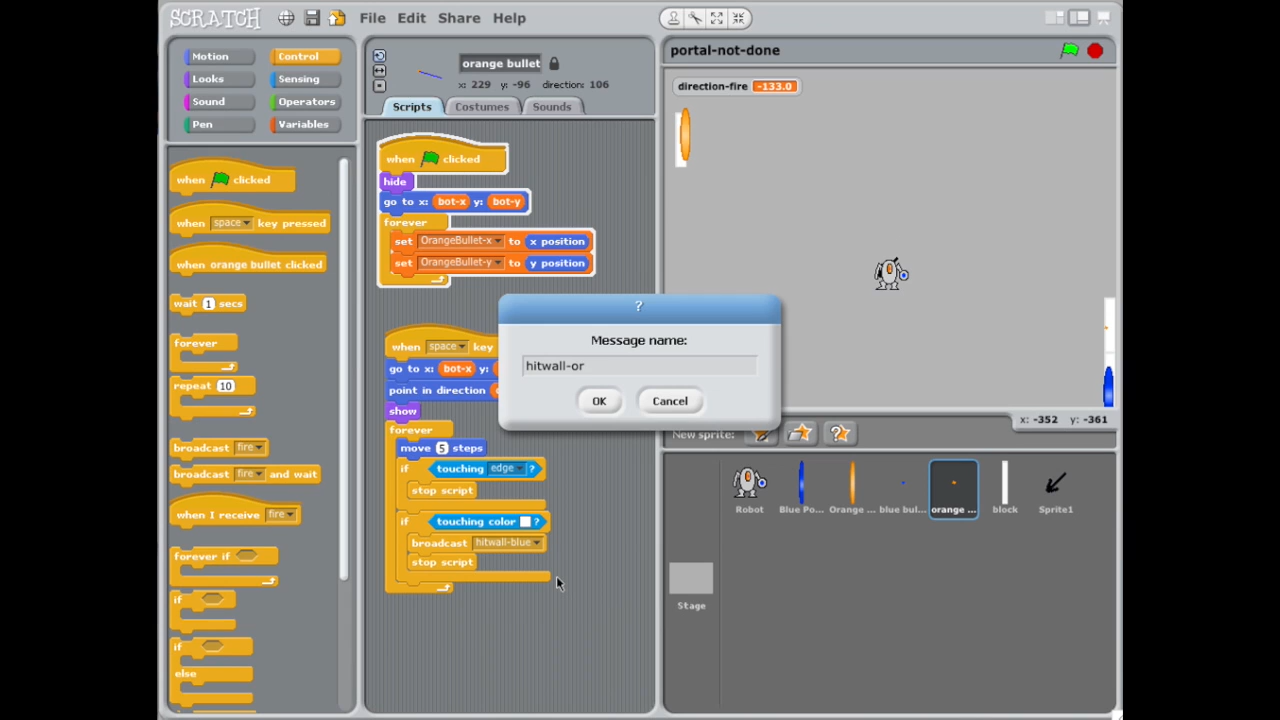 SCRATCH File Edit Share Help
Motion Control
Looks Sensing
Sound Operators
Pen Variables
when clicked
when space key pressed
when orange bullet clicked
wait 1 secs
forever
repeat 10
broadcast fire
broadcast fire and wait
when I receive fire
forever if
if
if
else
orange bullet
x: 229 y: -96 direction: 106
Scripts Costumes Sounds
when clicked
hide
go to x: bot-x y: bot-y
forever
set OrangeBullet-x to x position
set OrangeBullet-y to y position
when space key
go to x: bot-x y:
point in direction
show
forever
move 5 steps
if touching edge ?
stop script
if touching color ?
broadcast hitwall-blue
stop script
?
Message name:
hitwall-or
OK Cancel
portal-not-done
direction-fire -133.0
x: -352 y: -361
New sprite:
Robot Blue Po... Orange ... blue bul... orange ... block Sprite1
Stage